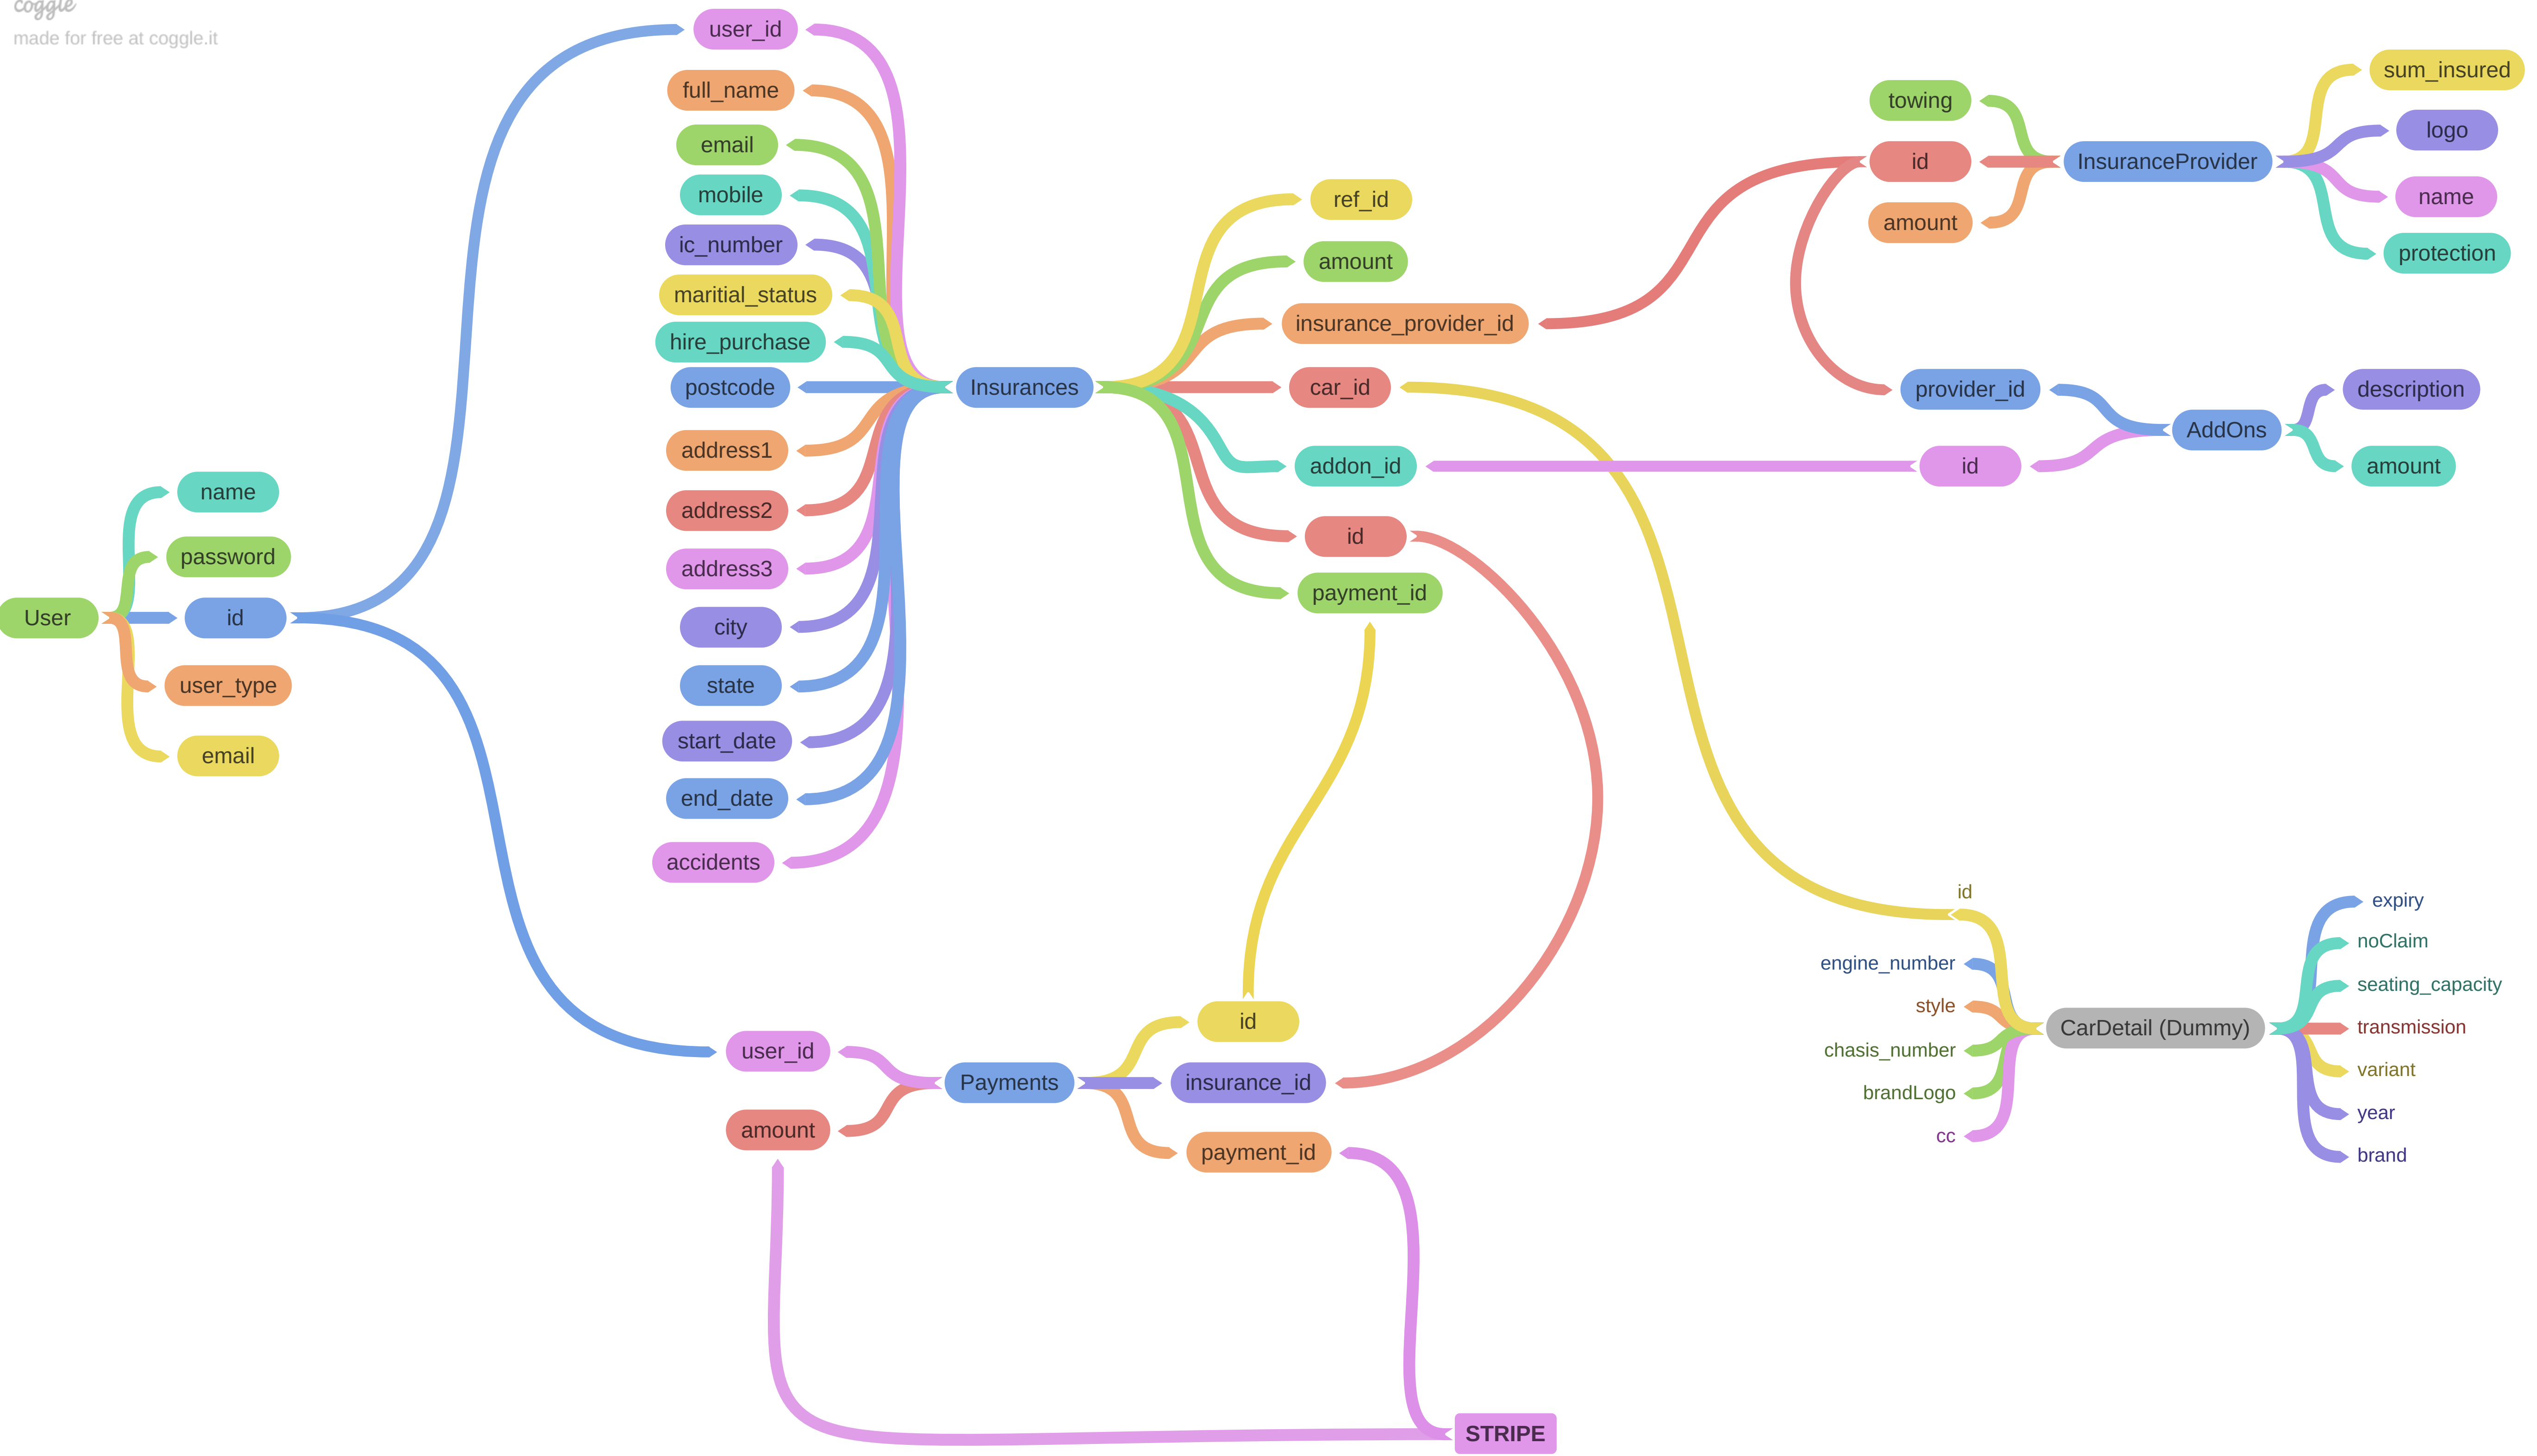 coggle
made for free at coggle.it
User
name
password
id
user_type
email
user_id
full_name
email
mobile
ic_number
maritial_status
hire_purchase
postcode
address1
address2
address3
city
state
start_date
end_date
accidents
Insurances
ref_id
amount
insurance_provider_id
car_id
addon_id
id
payment_id
towing
id
amount
InsuranceProvider
sum_insured
logo
name
protection
provider_id
id
AddOns
description
amount
user_id
amount
Payments
id
insurance_id
payment_id
STRIPE
id
engine_number
style
chasis_number
brandLogo
cc
CarDetail (Dummy)
expiry
noClaim
seating_capacity
transmission
variant
year
brand